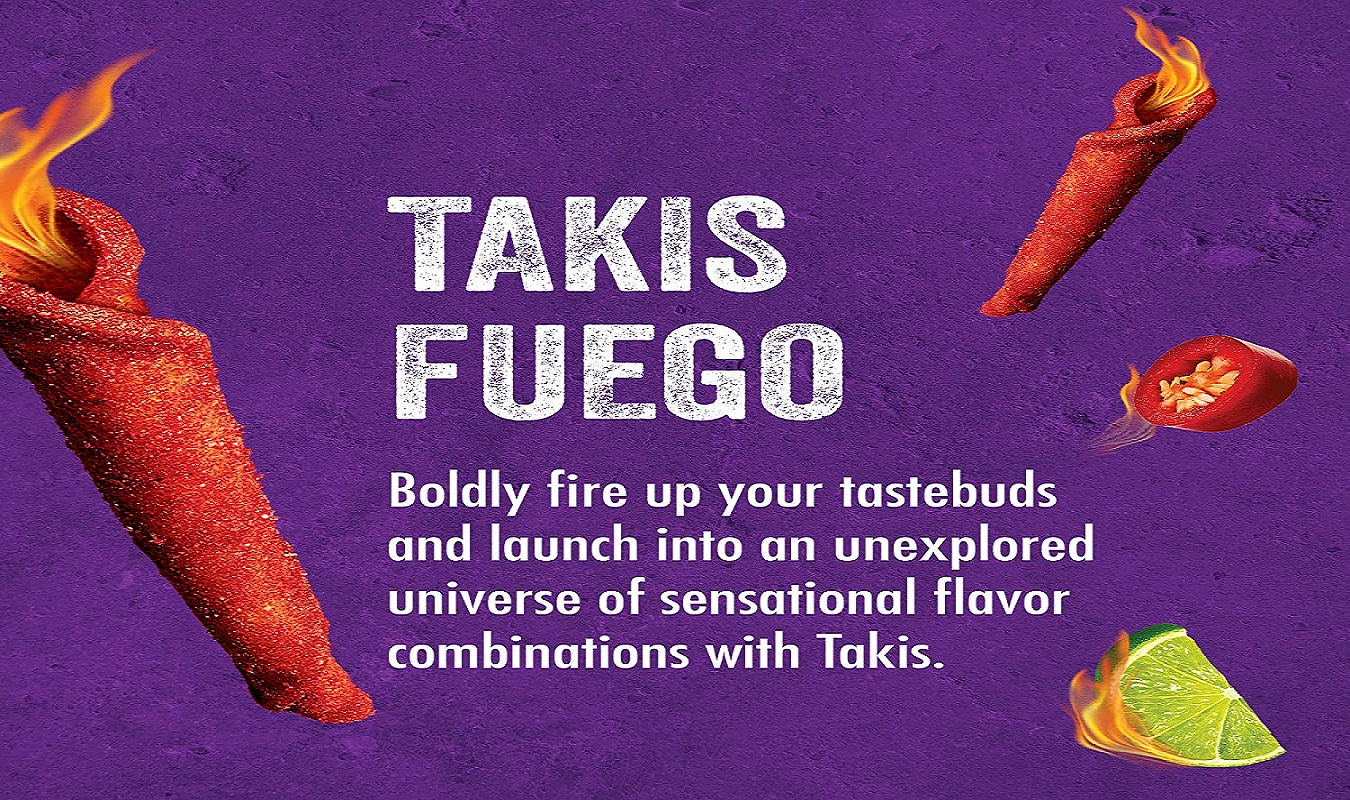 TAKIS
FUEGO
Boldly fire up your tastebuds
and launch into an unexplored
universe of sensational flavor
combinations with Takis.